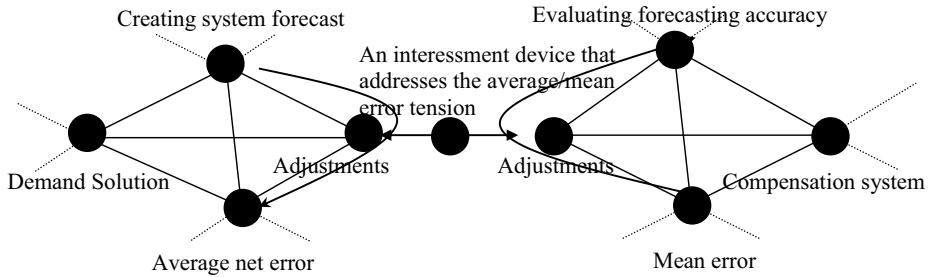 Creating system forecast
Evaluating forecasting accuracy
An interessment device that
addresses the average/mean
error tension
Demand Solution
Adjustments
Adjustments
Compensation system
Average net error
Mean error